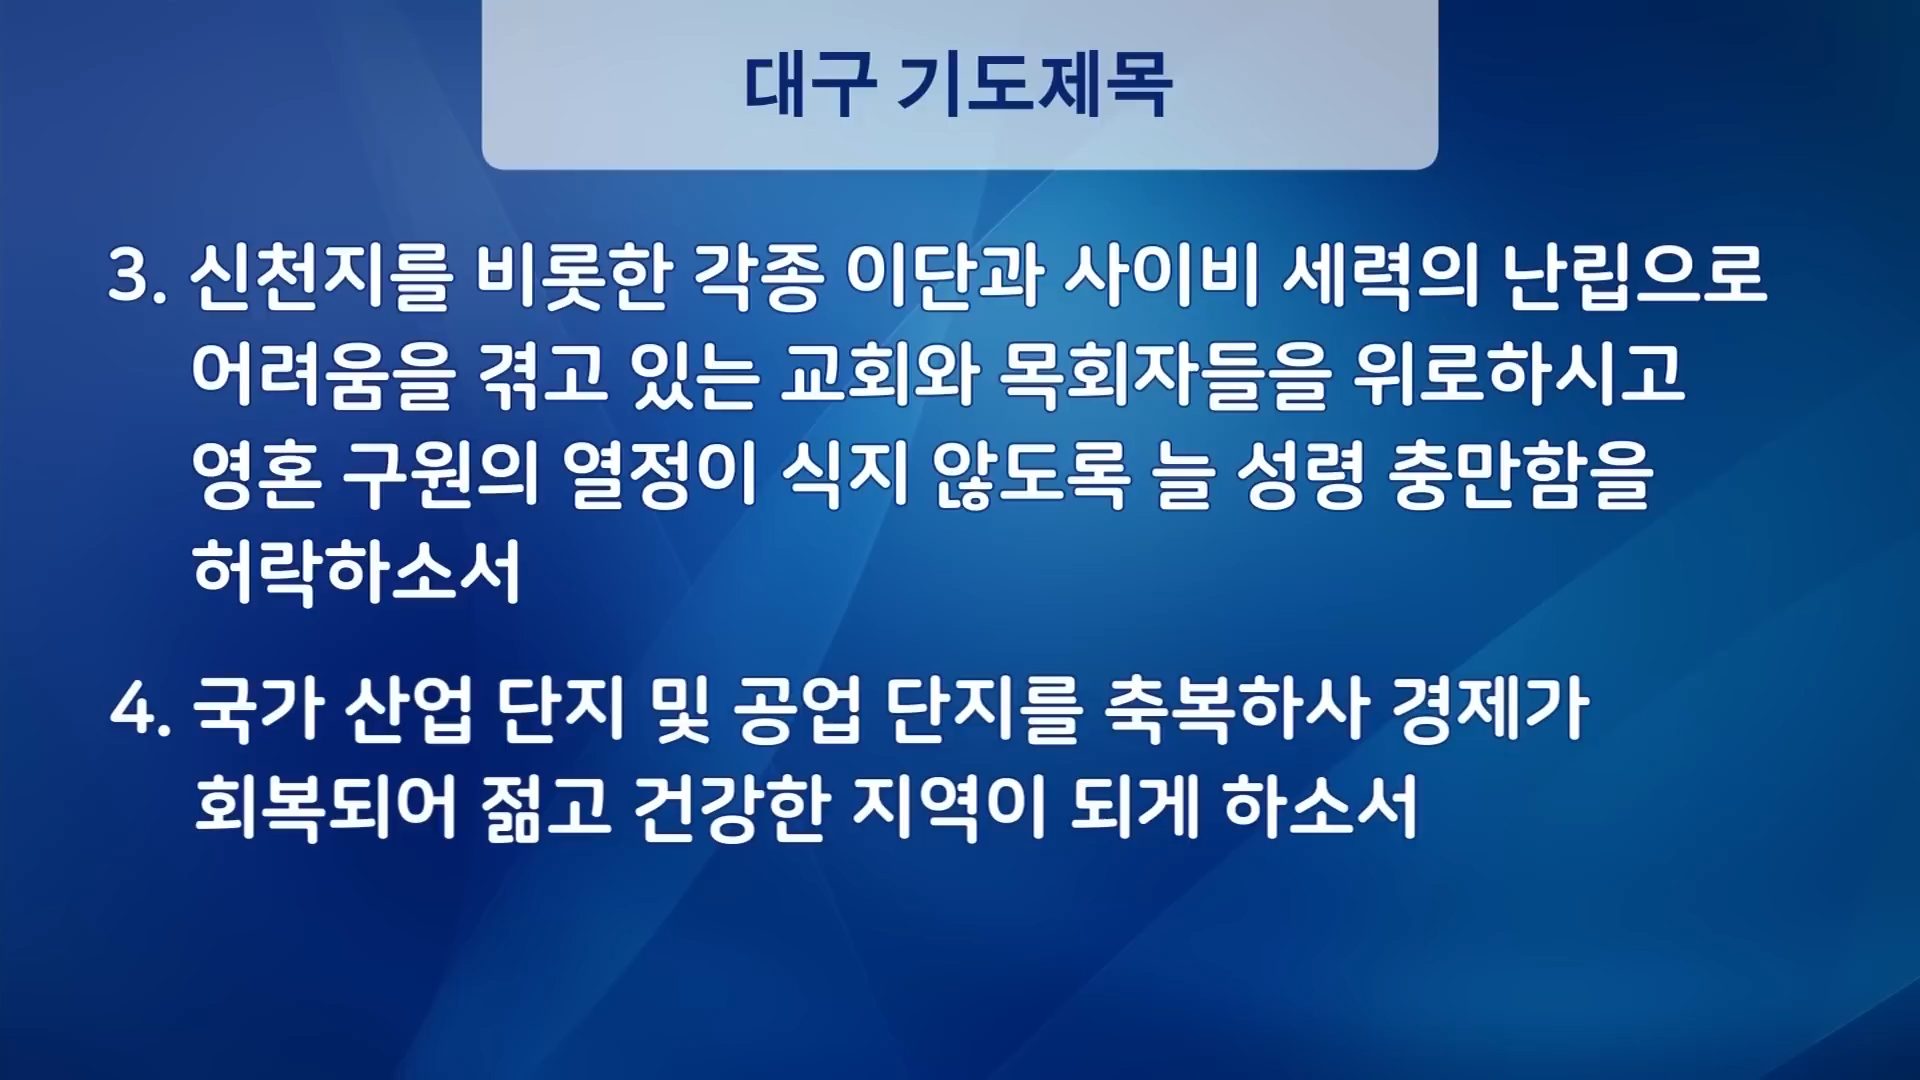 대구 기도제목
3. 신천지를 비롯한 각종 이단과 사이비 세력의 난립으로
어려움을 겪고 있는 교회와 목회자들을 위로하시고
영혼 구원의 열정이 식지 않도록 늘 성령 충만함을
허락하소서
4. 국가 산업 단지 및 공업 단지를 축복하사 경제가
회복되어 젊고 건강한 지역이 되게 하소서